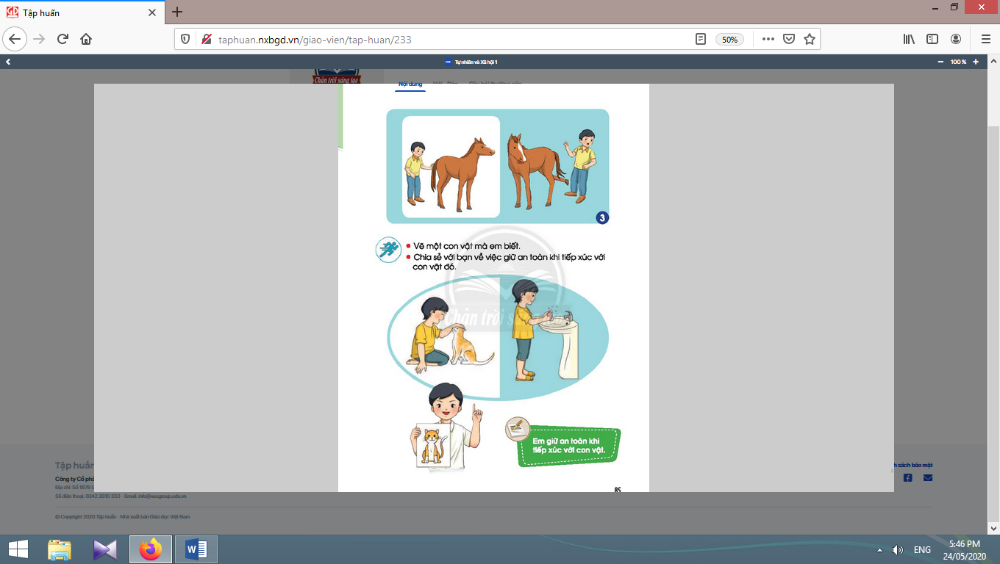 Tập huấn
taphuan.nxbgd.vn/giao-vien/tap-huan/233
50%
Tự nhiên và Xã hội 1
100 %
Chân trời sáng tạo
Nội dung
3
Vẽ một con vật mà em biết.
Chia sẻ với bạn về việc giữ an toàn khi tiếp xúc với
con vật đó.
Chân trời sáng tạo
Em giữ an toàn khi
tiếp xúc với con vật.
85
Tập huấn
Công ty Cổ phầ
Địa chỉ: Số 187B
Số điện thoại: 0242 2610 333 - Email: info@acsgroup.edu.vn
h sách bảo mật
© Copyright 2020 Tập huấn - Nhà xuất bản Giáo dục Việt Nam
ENG
5:46 PM
24/05/2020